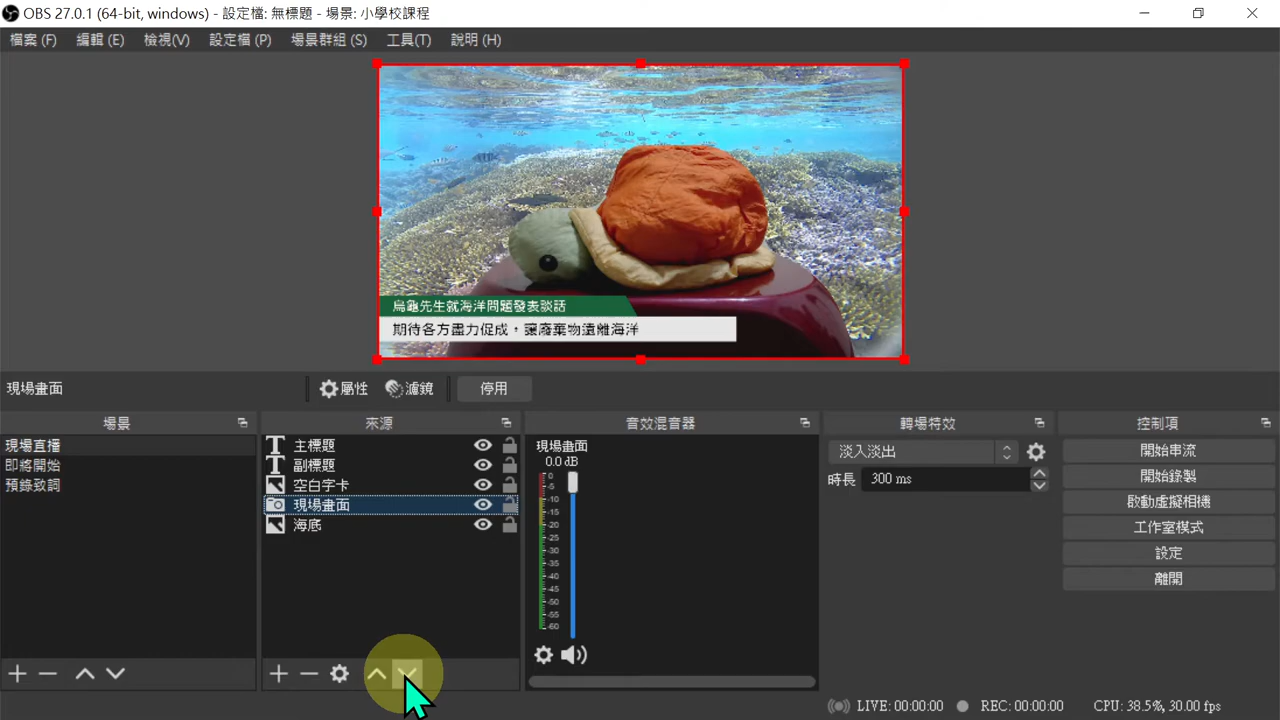 OBS 27.0.1 (64-bit, windows) - 設定檔: 無標題 - 場景: 小學校課程
檔案 (F) 編輯 (E) 檢視(V) 設定檔 (P) 場景群組 (S) 工具(T) 說明 (H)
烏龜先生就海洋問題發表談話
期待各方盡力促成，讓廢棄物遠離海洋
現場畫面 屬性 濾鏡 停用
場景
現場直播
即將開始
預錄致詞
來源
主標題
副標題
空白字卡
現場畫面
海底
音效混音器
現場畫面
0.0 dB
0
-5
-10
-15
-20
-25
-30
-35
-40
-45
-50
-55
-60
轉場特效
淡入淡出
時長 300 ms
控制項
開始串流
開始錄製
啟動虛擬相機
工作室模式
設定
離開
LIVE: 00:00:00 REC: 00:00:00 CPU: 38.5%, 30.00 fps